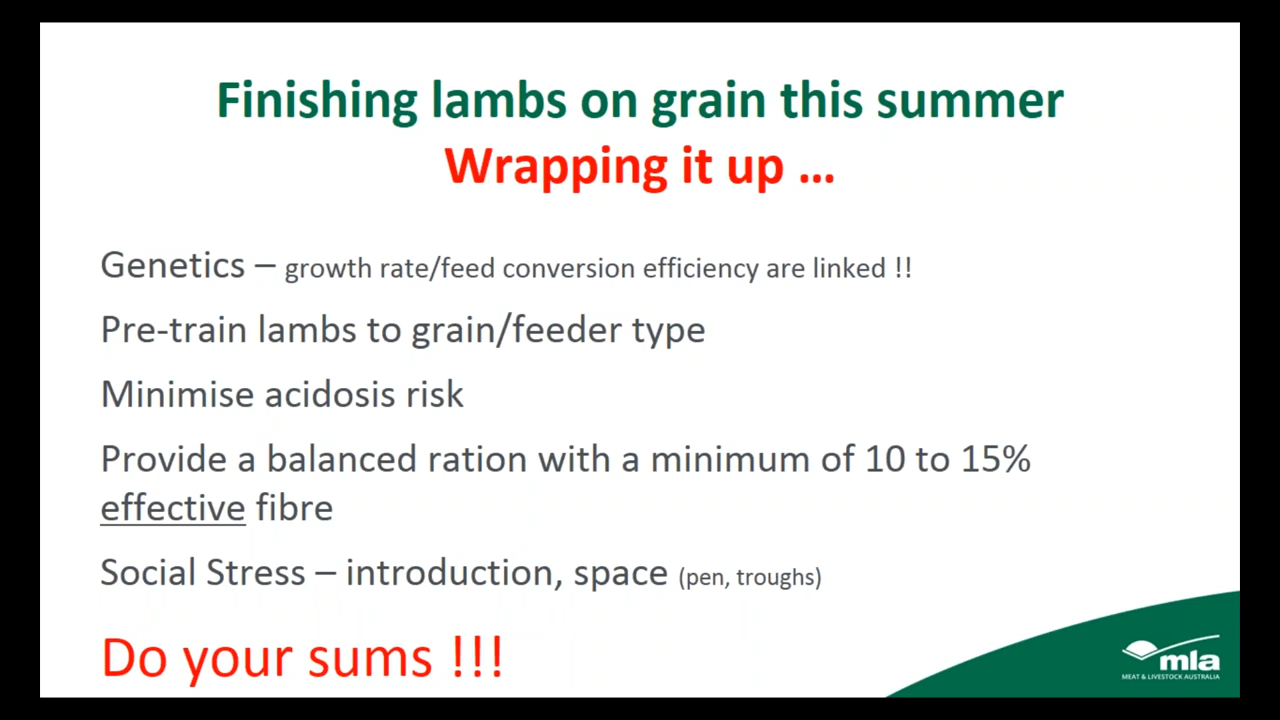 Finishing lambs on grain this summer
Wrapping it up ...
Genetics – growth rate/feed conversion efficiency are linked !!
Pre-train lambs to grain/feeder type
Minimise acidosis risk
Provide a balanced ration with a minimum of 10 to 15%
effective fibre
Social Stress – introduction, space (pen, troughs)
Do your sums !!!
mla
MEAT & LIVESTOCK AUSTRALIA